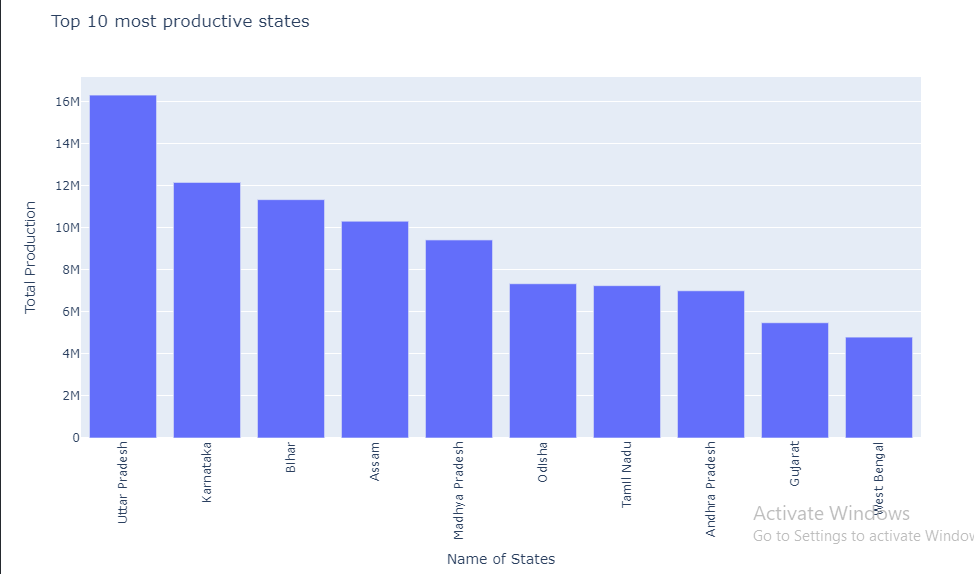 Top 10 most productive states
16M
14M
12M
10M
8M
6M
4M
2M
0
Total Production
Uttar Pradesh
Karnataka
Bihar
Assam
Madhya Pradesh
Odisha
Tamil Nadu
Andhra Pradesh
Gujarat
West Bengal
Name of States
Activate Windows
Go to Settings to activate Window